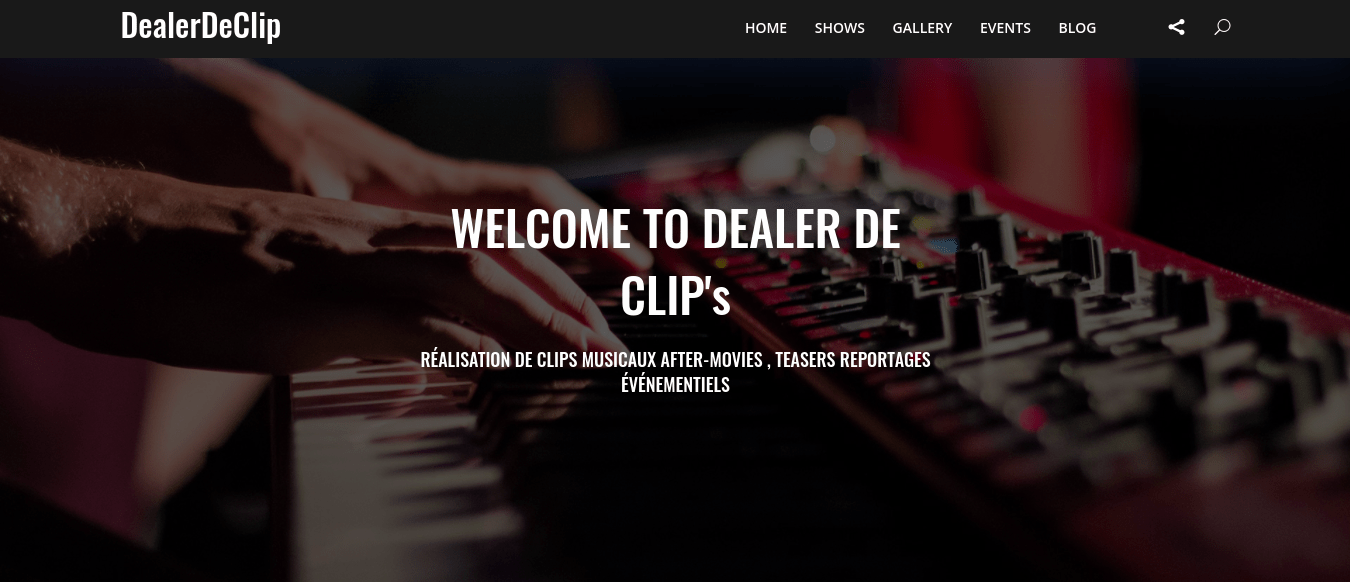 DealerDeClip
HOME SHOWS GALLERY EVENTS BLOG
WELCOME TO DEALER DE
CLIP's
RÉALISATION DE CLIPS MUSICAUX AFTER-MOVIES , TEASERS REPORTAGES
ÉVÉNEMENTIELS